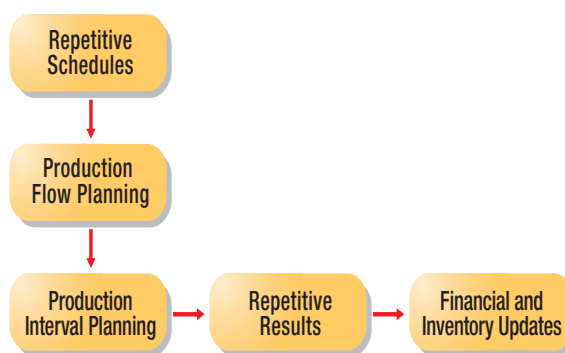 Repetitive
Schedules
Production
Flow Planning
Production
Interval Planning
Repetitive
Results
Financial and
Inventory Updates